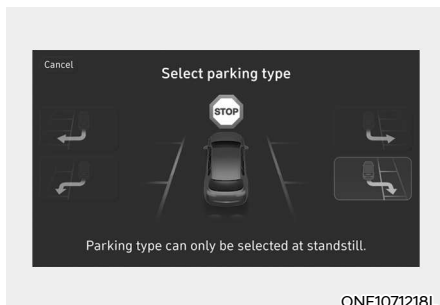 Cancel
Select parking type
STOP
Parking type can only be selected at standstill.
ONE1071218L